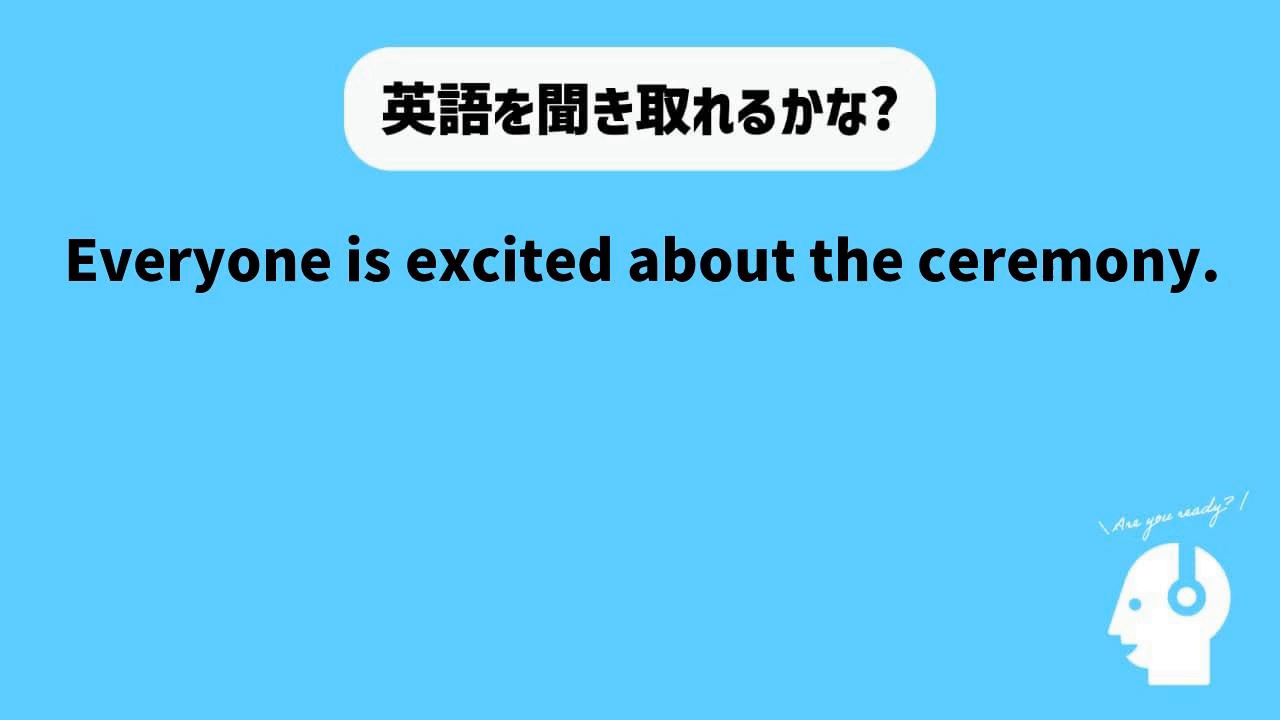 英語を聞き取れるかな?
Everyone is excited about the ceremony.
\ Are you ready? /